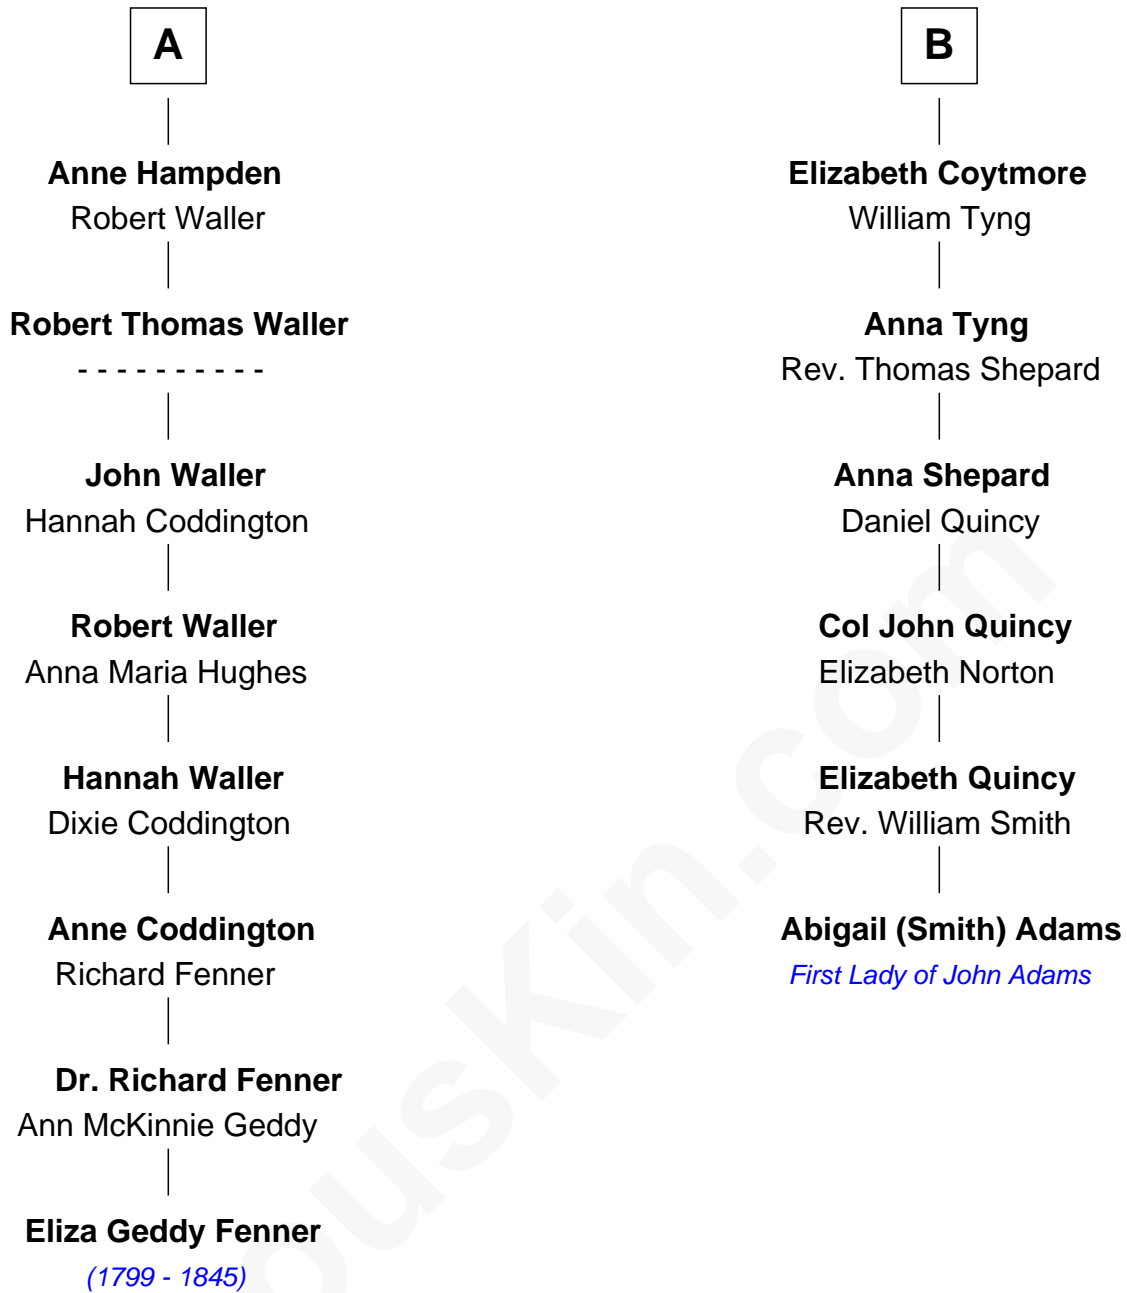 A
Anne Hampden
Robert Waller
Robert Thomas Waller
- - - - - - - - - -
John Waller
Hannah Coddington
Robert Waller
Anna Maria Hughes
Hannah Waller
Dixie Coddington
Anne Coddington
Richard Fenner
Dr. Richard Fenner
Ann McKinnie Geddy
Eliza Geddy Fenner
(1799 - 1845)
B
Elizabeth Coytmore
William Tyng
Anna Tyng
Rev. Thomas Shepard
Anna Shepard
Daniel Quincy
Col John Quincy
Elizabeth Norton
Elizabeth Quincy
Rev. William Smith
Abigail (Smith) Adams
First Lady of John Adams
ousKin.com